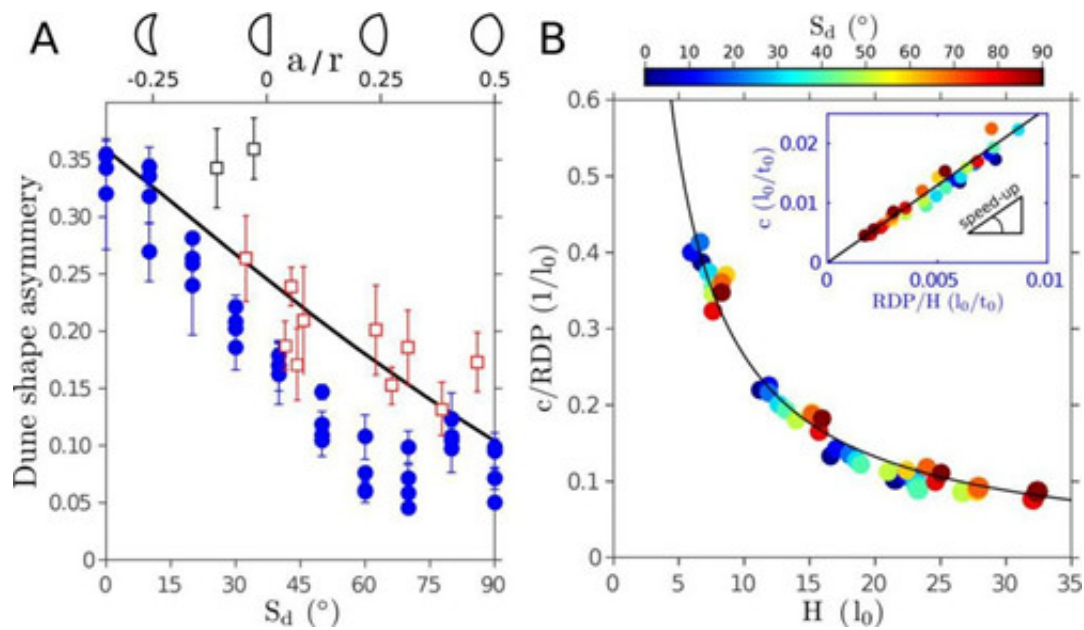 A
-0.25 0 0.25 0.5
a/r
Dune shape asymmery
0.35
0.30
0.25
0.20
0.15
0.10
0.05
0
0 15 30 45 60 75 90
S_d (°)
B
S_d (°)
0 10 20 30 40 50 60 70 80 90
c/RDP (1/l_0)
0.6
0.5
0.4
0.3
0.2
0.1
0
0 5 10 15 20 25 30 35
H (l_0)
c (l_0/t_0)
0.02
0.01
0
speed-up
0.005 0.01
RDP/H (l_0/t_0)